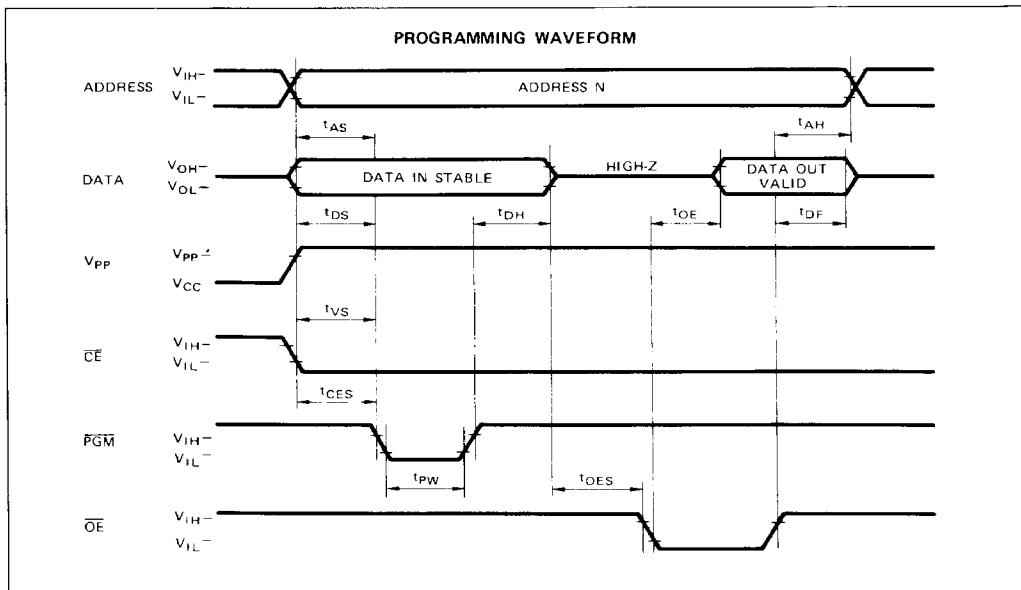 PROGRAMMING WAVEFORM
ADDRESS
VIH
VIL
ADDRESS N
tAS
tAH
DATA
VOH
VOL
DATA IN STABLE
HIGH-Z
DATA OUT
VALID
tDS
tDH
tOE
tDF
VPP
VPP
VCC
tVS
CE
VIH
VIL
tCES
PGM
VIH
VIL
tPW
tOES
OE
VIH
VIL